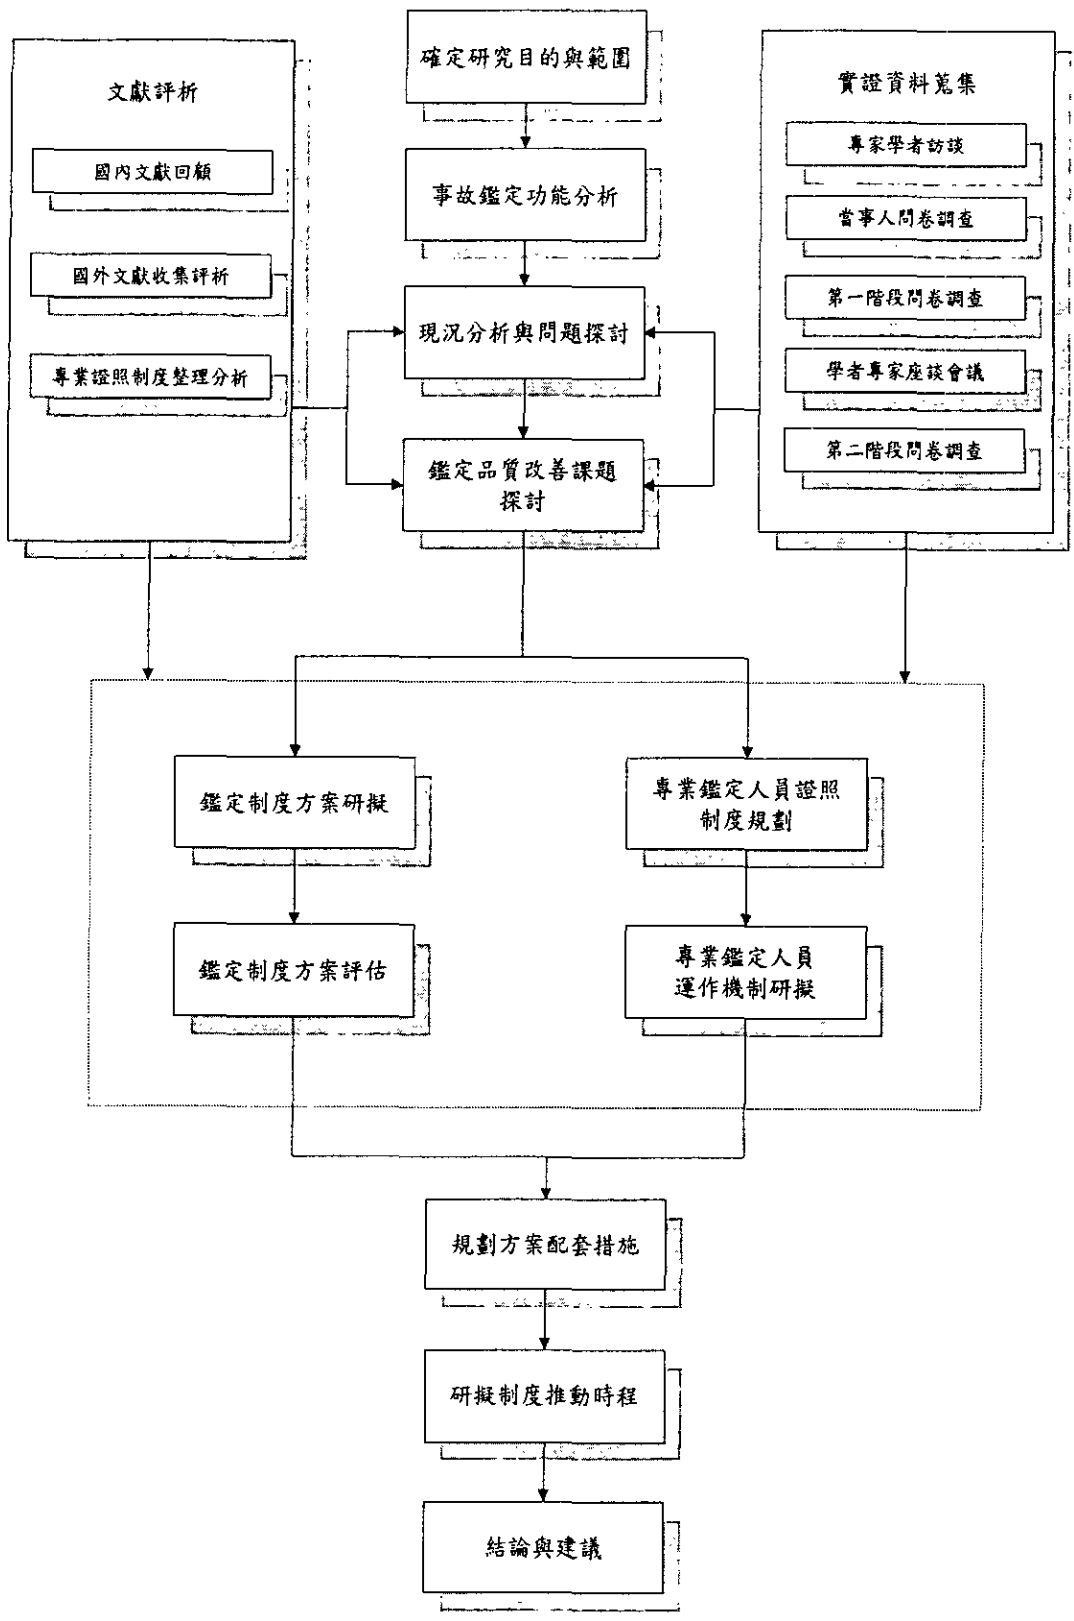 文獻評析
國內文獻回顧
國外文獻收集評析
專業證照制度整理分析
確定研究目的與範圍
事故鑑定功能分析
現況分析與問題探討
鑑定品質改善課題
探討
實證資料蒐集
專家學者訪談
當事人問卷調查
第一階段問卷調查
學者專家座談會議
第二階段問卷調查
鑑定制度方案研擬
鑑定制度方案評估
專業鑑定人員證照
制度規劃
專業鑑定人員
運作機制研擬
規劃方案配套措施
研擬制度推動時程
結論與建議